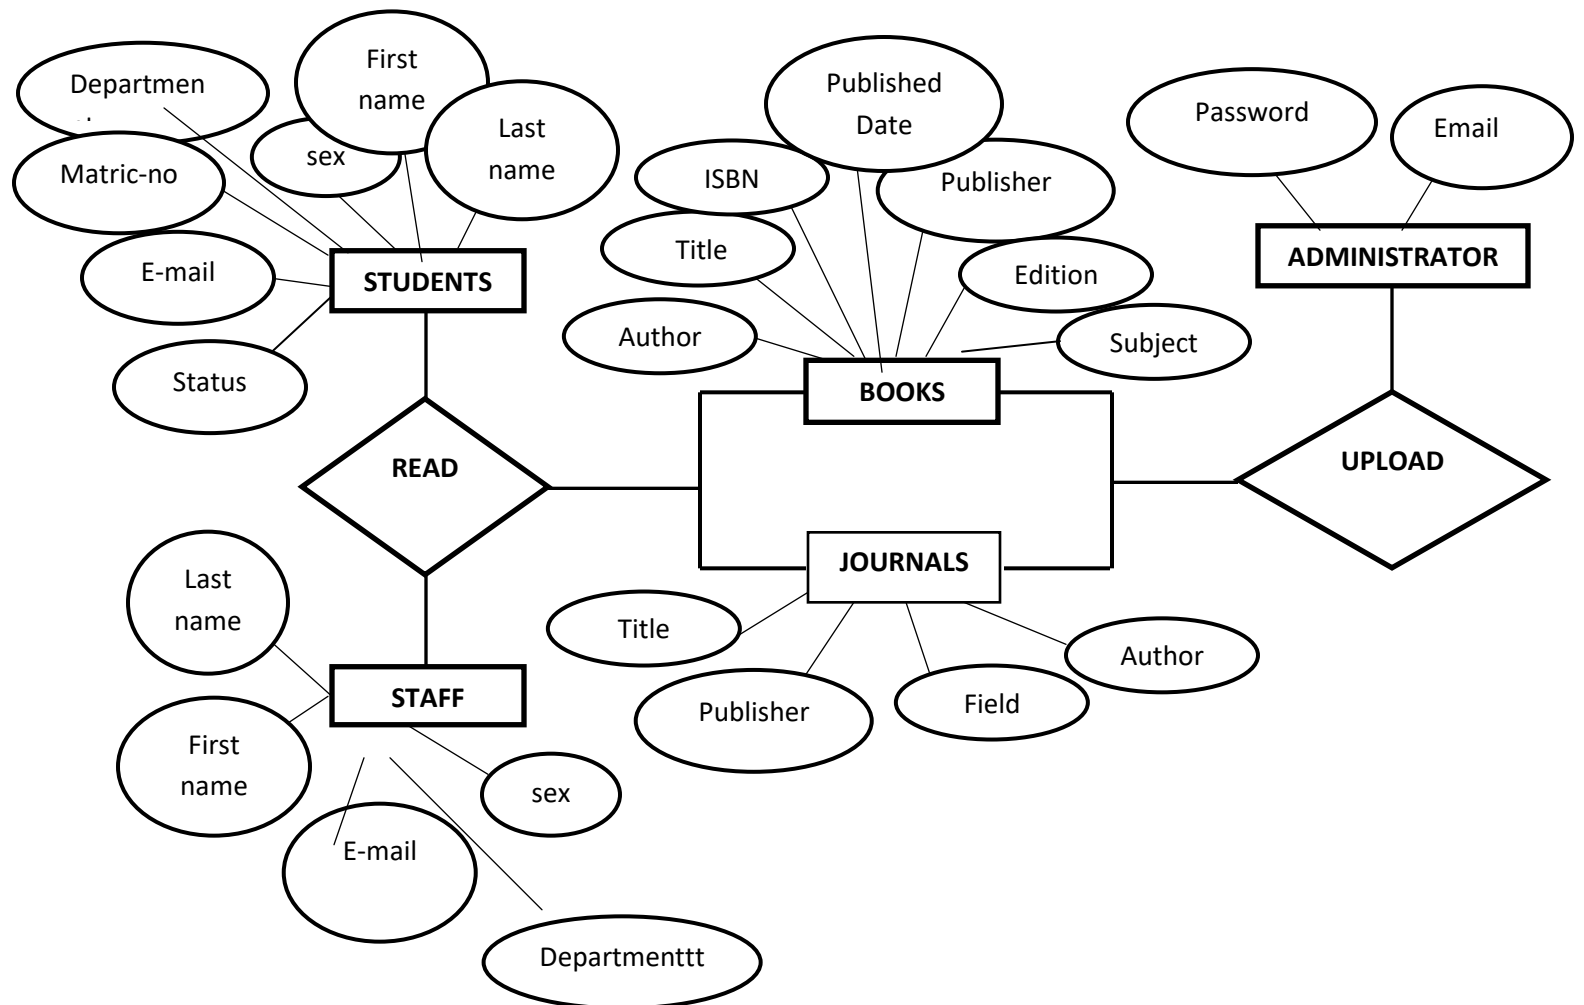 Departmen
Matric-no
E-mail
Status
sex
First
name
Last
name
STUDENTS
READ
Published
Date
ISBN
Publisher
Title
Edition
Author
Subject
BOOKS
Password
Email
ADMINISTRATOR
UPLOAD
JOURNALS
Title
Publisher
Field
Author
Last
name
STAFF
First
name
sex
E-mail
Departmenttt